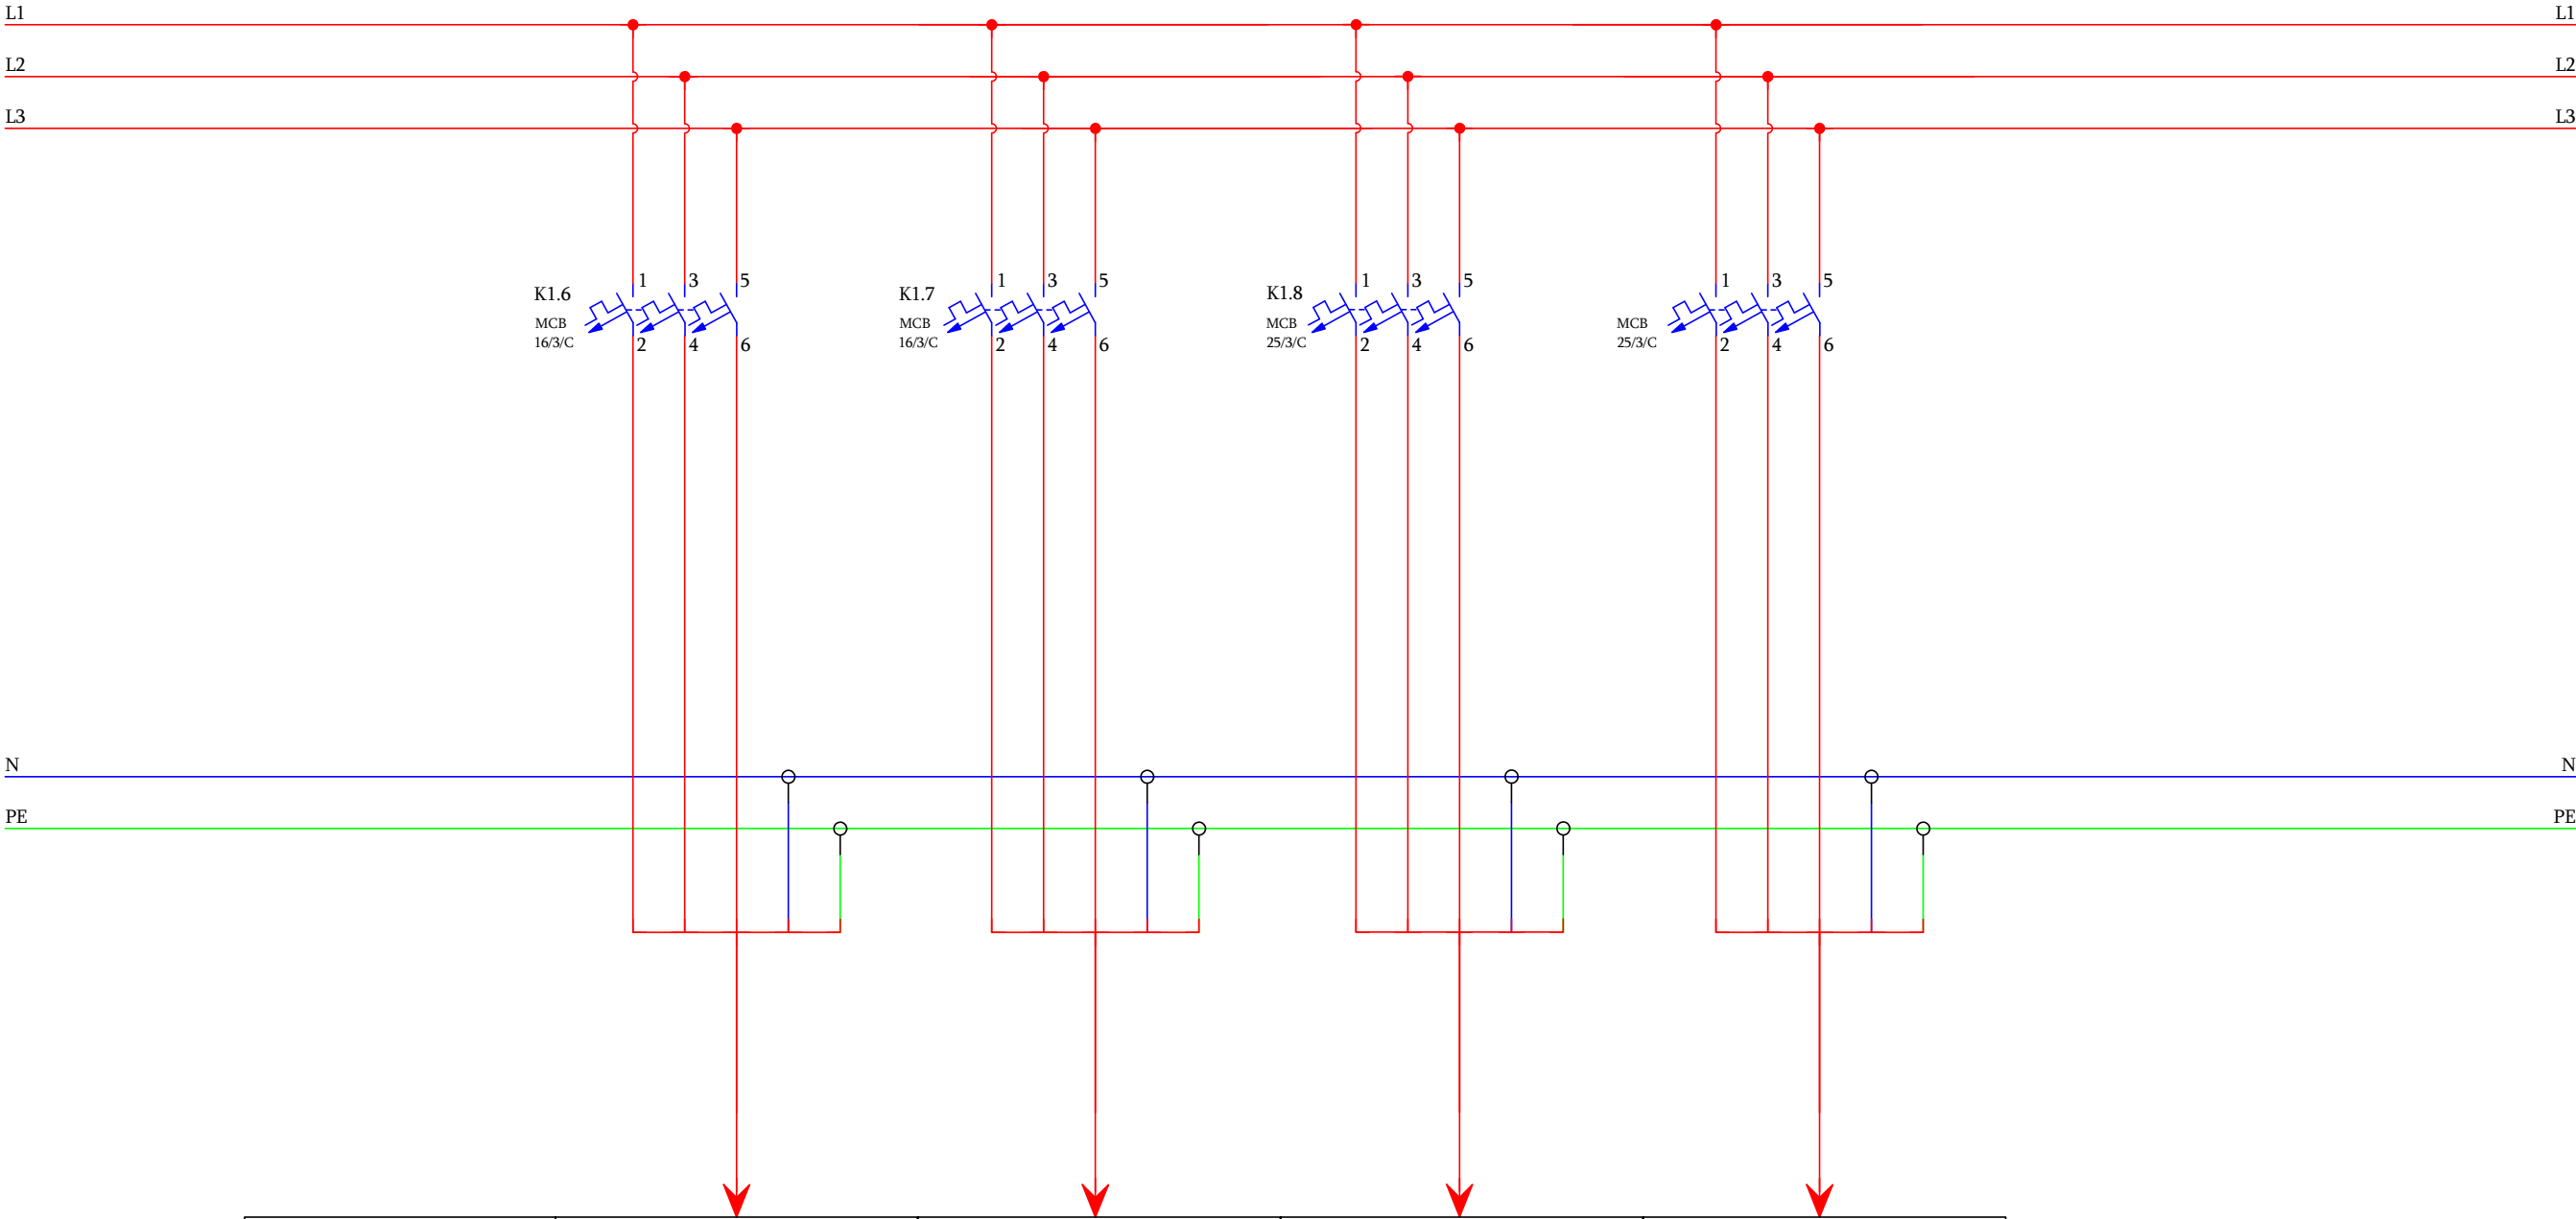 L1 L1
L2 L2
L3 L3
1 3 5 1 3 5 1 3 5 1 3 5
K1.6 K1.7 K1.8
MCB MCB MCB MCB
16/3/C 16/3/C 25/3/C 25/3/C
2 4 6 2 4 6 2 4 6 2 4 6
N N
PE PE